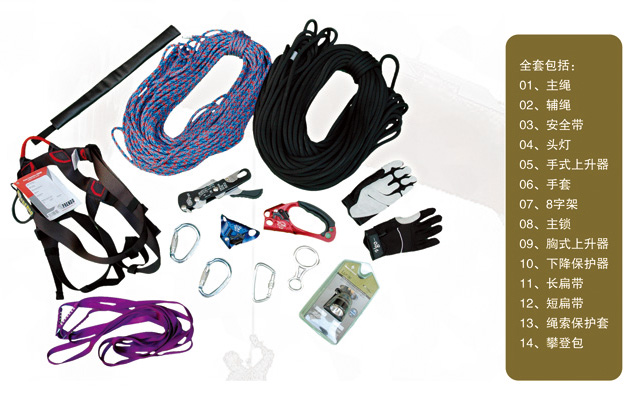 全套包括：
01、主绳
02、辅绳
03、安全带
04、头灯
05、手式上升器
06、手套
07、8字架
08、主锁
09、胸式上升器
10、下降保护器
11、长扁带
12、短扁带
13、绳索保护套
14、攀登包